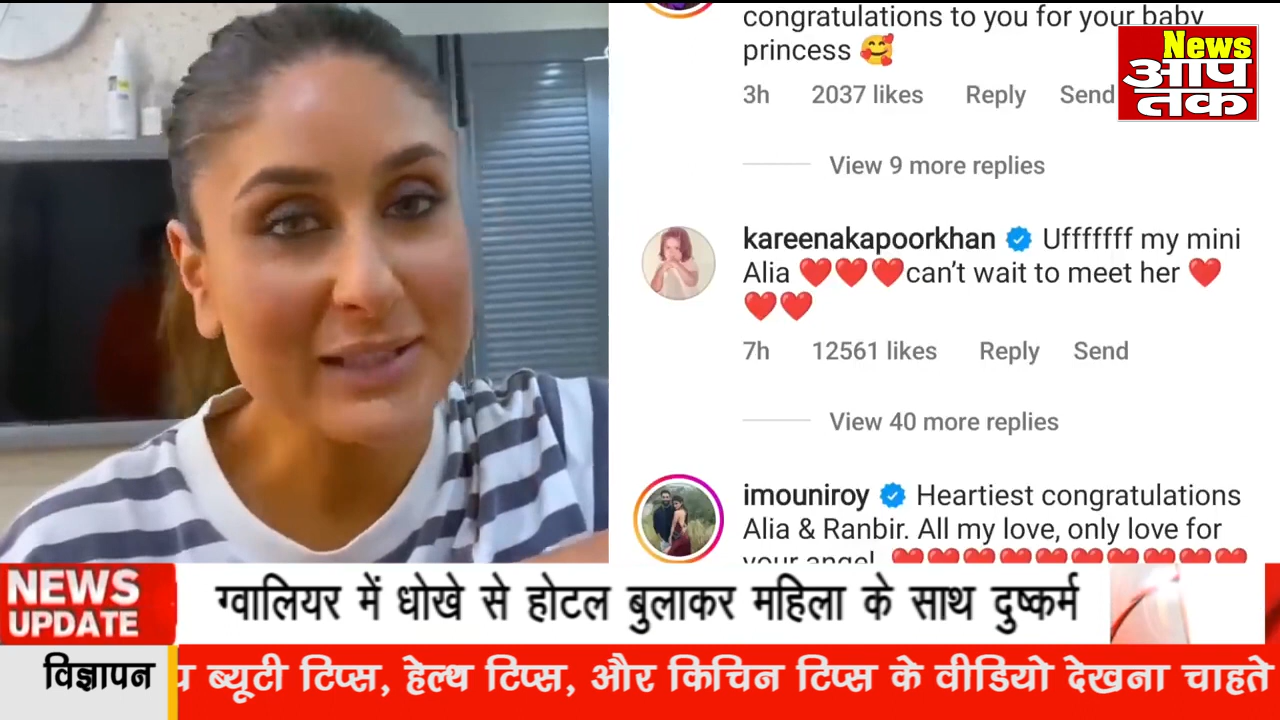 congratulations to you for your baby
princess 🥰
3h 2037 likes Reply Send
News
आप
तक
View 9 more replies
kareenakapoorkhan Ufffffff my mini
Alia ❤️❤️❤️can't wait to meet her ❤️
❤️❤️
7h 12561 likes Reply Send
View 40 more replies
imouniroy Heartiest congratulations
Alia & Ranbir. All my love, only love for
your angel ❤️❤️❤️❤️❤️❤️❤️❤️❤️❤️
NEWS
UPDATE
ग्वालियर में धोखे से होटल बुलाकर महिला के साथ दुष्कर्म
विज्ञापन
ब्यूटी टिप्स, हेल्थ टिप्स, और किचिन टिप्स के वीडियो देखना चाहते